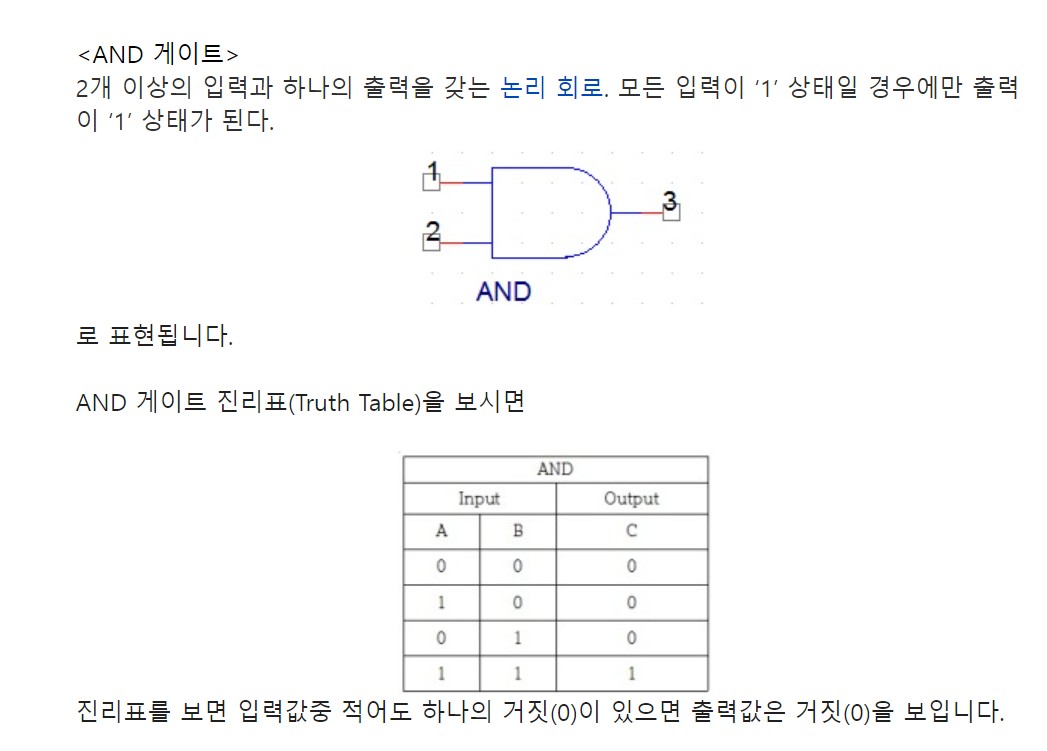 <AND 게이트>
2개 이상의 입력과 하나의 출력을 갖는 논리 회로. 모든 입력이 ‘1’ 상태일 경우에만 출력
이 ‘1’ 상태가 된다.
1
2
3
AND
로 표현됩니다.
AND 게이트 진리표(Truth Table)을 보시면
AND
Input Output
A B C
0 0 0
1 0 0
0 1 0
1 1 1
진리표를 보면 입력값중 적어도 하나의 거짓(0)이 있으면 출력값은 거짓(0)을 보입니다.